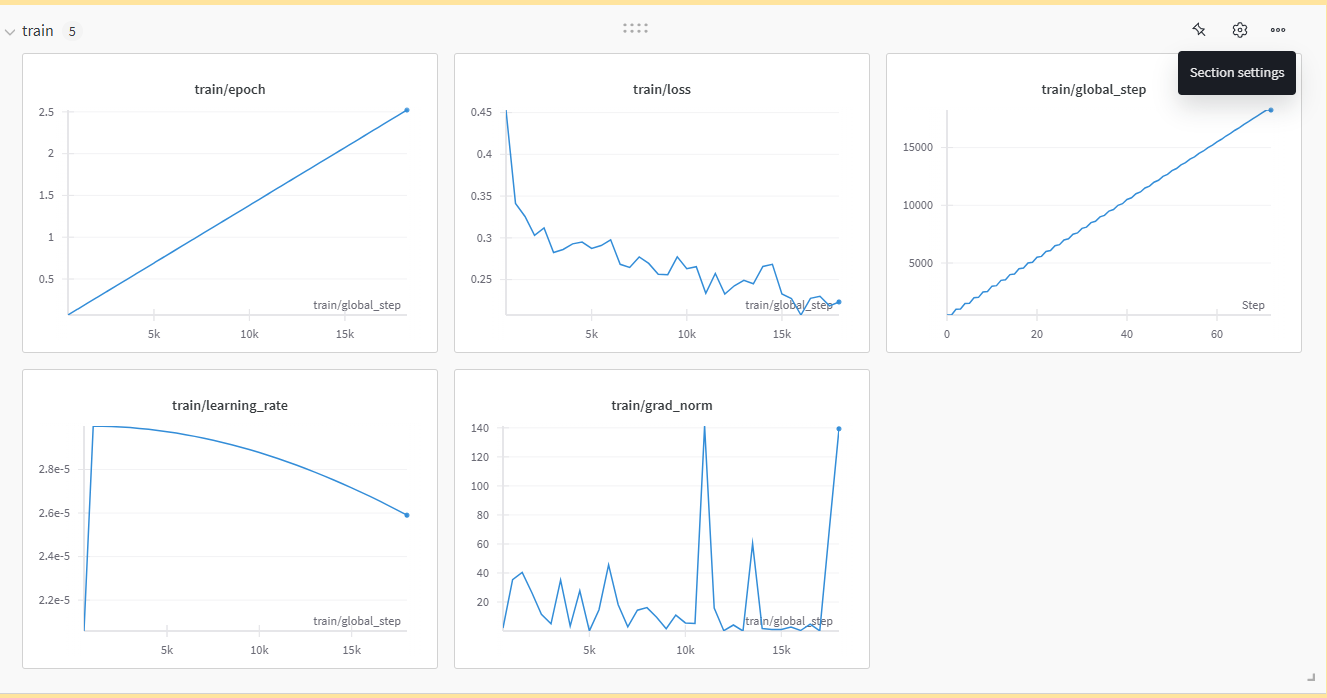 train 5
Section settings
train/epoch
2.5
2
1.5
1
0.5
train/global_step
5k 10k 15k
train/loss
0.45
0.4
0.35
0.3
0.25
train/global_step
5k 10k 15k
train/global_step
15000
10000
5000
Step
0 20 40 60
train/learning_rate
2.8e-5
2.6e-5
2.4e-5
2.2e-5
train/global_step
5k 10k 15k
train/grad_norm
140
120
100
80
60
40
20
train/global_step
5k 10k 15k